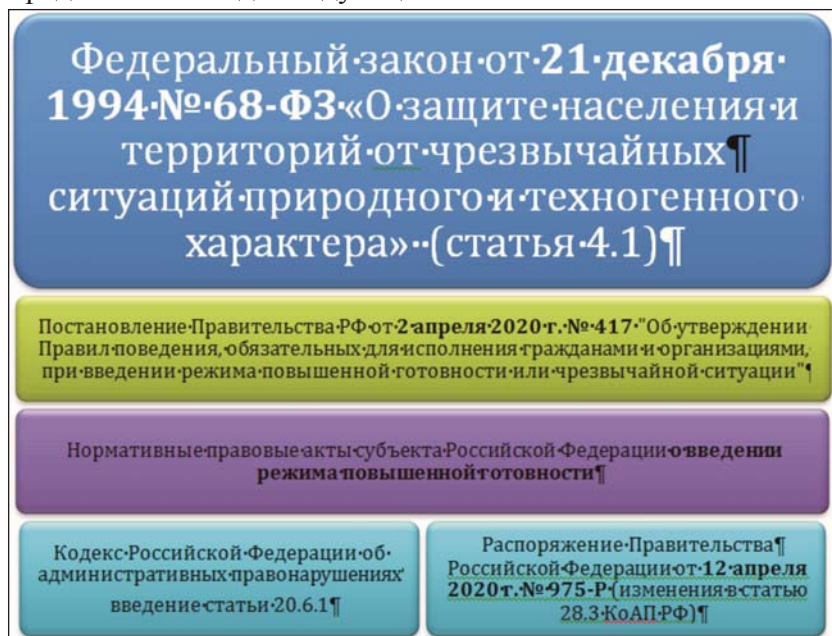 Федеральный·закон·от·21·декабря·
1994·№·68-ФЗ·«О·защите·населения·и·
территорий·от·чрезвычайных¶
ситуаций·природного·и·техногенного·
характера»··(статья·4.1)¶
Постановление·Правительства·РФ·от·2·апреля·2020·г.·№·417·"Об·утверждении·
Правил·поведения,·обязательных·для·исполнения·гражданами·и·организациями,·
при·введении·режима·повышенной·готовности·или·чрезвычайной·ситуации"¶
Нормативные·правовые·акты·субъекта·Российской·Федерации·о·введении·
режима·повышенной·готовности¶
Кодекс·Российской·Федерации·об·
административных·правонарушениях·
введение·статьи·20.6.1¶
Распоряжение·Правительства¶
Российской·Федерации·от·12·апреля·
2020·г.·№·975-Р·(изменения·в·статью·
28.3·КоАП·РФ)¶